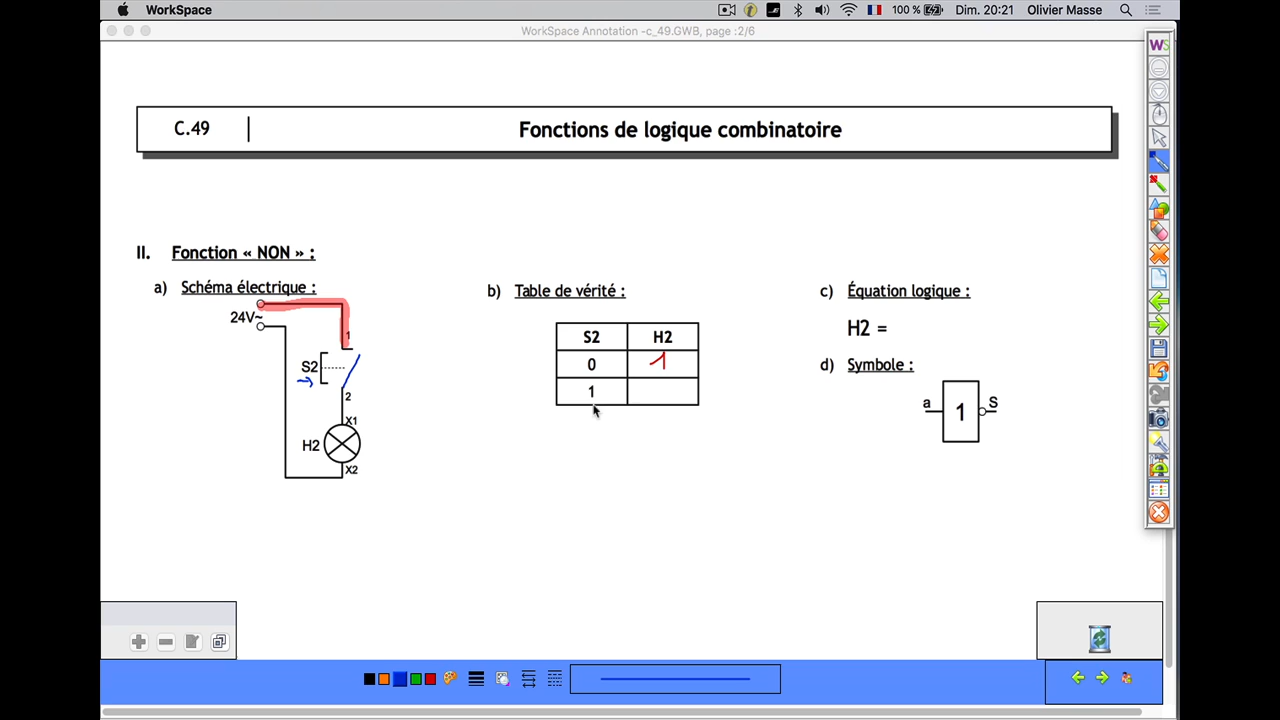 WorkSpace
100 %
Dim. 20:21
Olivier Masse
WorkSpace Annotation -c_49.GWB, page :2/6
WS
C.49
Fonctions de logique combinatoire
II. Fonction « NON » :
a) Schéma électrique :
24V~
1
S2
2
X1
H2
X2
b) Table de vérité :
S2 H2
0 1
1
c) Équation logique :
H2 =
d) Symbole :
a
1
S